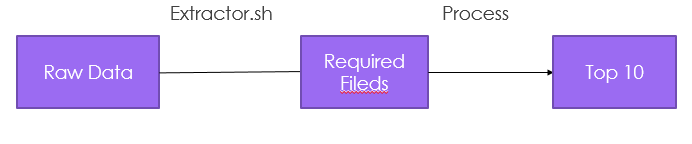 Extractor.sh
Process
Raw Data
Required
Fileds
Top 10